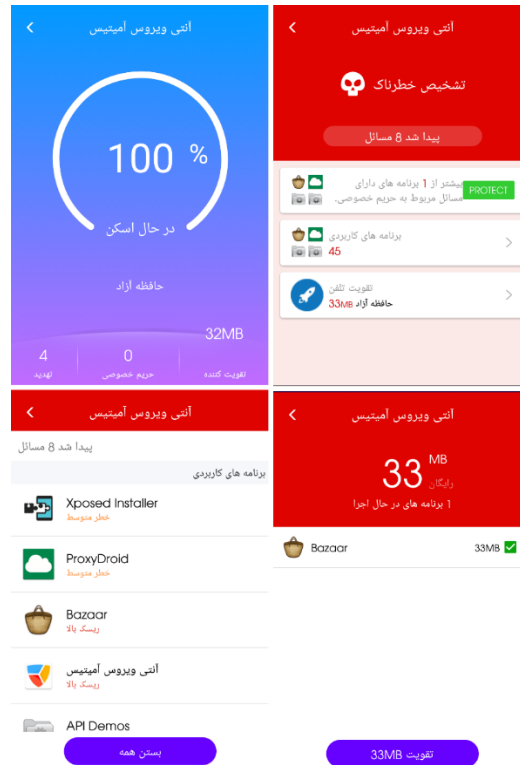 آنتی ویروس آمیتیس
100 %
در حال اسکن
حافظه آزاد
32MB
4
0
تهدید
حریم خصوصی
تقویت کننده
آنتی ویروس آمیتیس
تشخیص خطرناک
پیدا شد 8 مسائل
بیشتر از 1 برنامه های دارای
مسائل مربوط به حریم خصوصی.
PROTECT
برنامه های کاربردی
45
تقویت تلفن
حافظه آزاد 33MB
آنتی ویروس آمیتیس
پیدا شد 8 مسائل
برنامه های کاربردی
Xposed Installer
خطر متوسط
ProxyDroid
خطر متوسط
Bazaar
ریسک بالا
آنتی ویروس آمیتیس
ریسک بالا
API Demos
بستن همه
آنتی ویروس آمیتیس
33 MB
رایگان
1 برنامه های در حال اجرا
Bazaar
33MB
تقویت 33MB